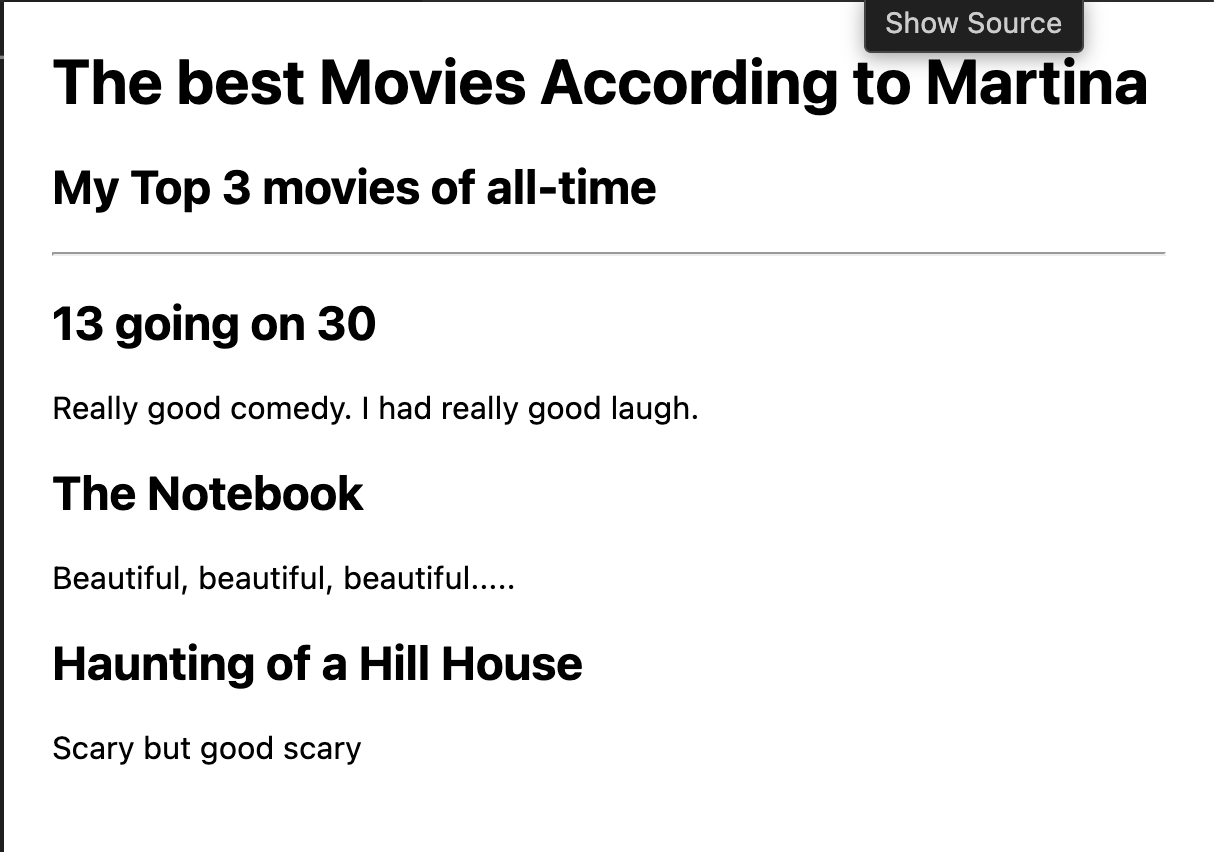 Show Source
The best Movies According to Martina
My Top 3 movies of all-time
13 going on 30
Really good comedy. I had really good laugh.
The Notebook
Beautiful, beautiful, beautiful.....
Haunting of a Hill House
Scary but good scary